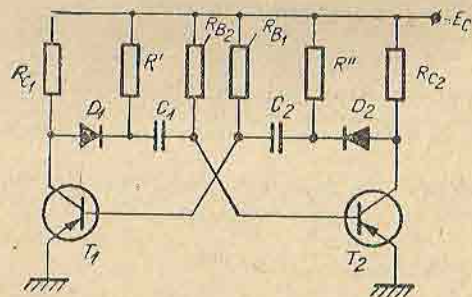 -E_C
R_C1 R' R_B2 R_B1 R" R_C2
D_1 C_1 C_2 D_2
T_1 T_2